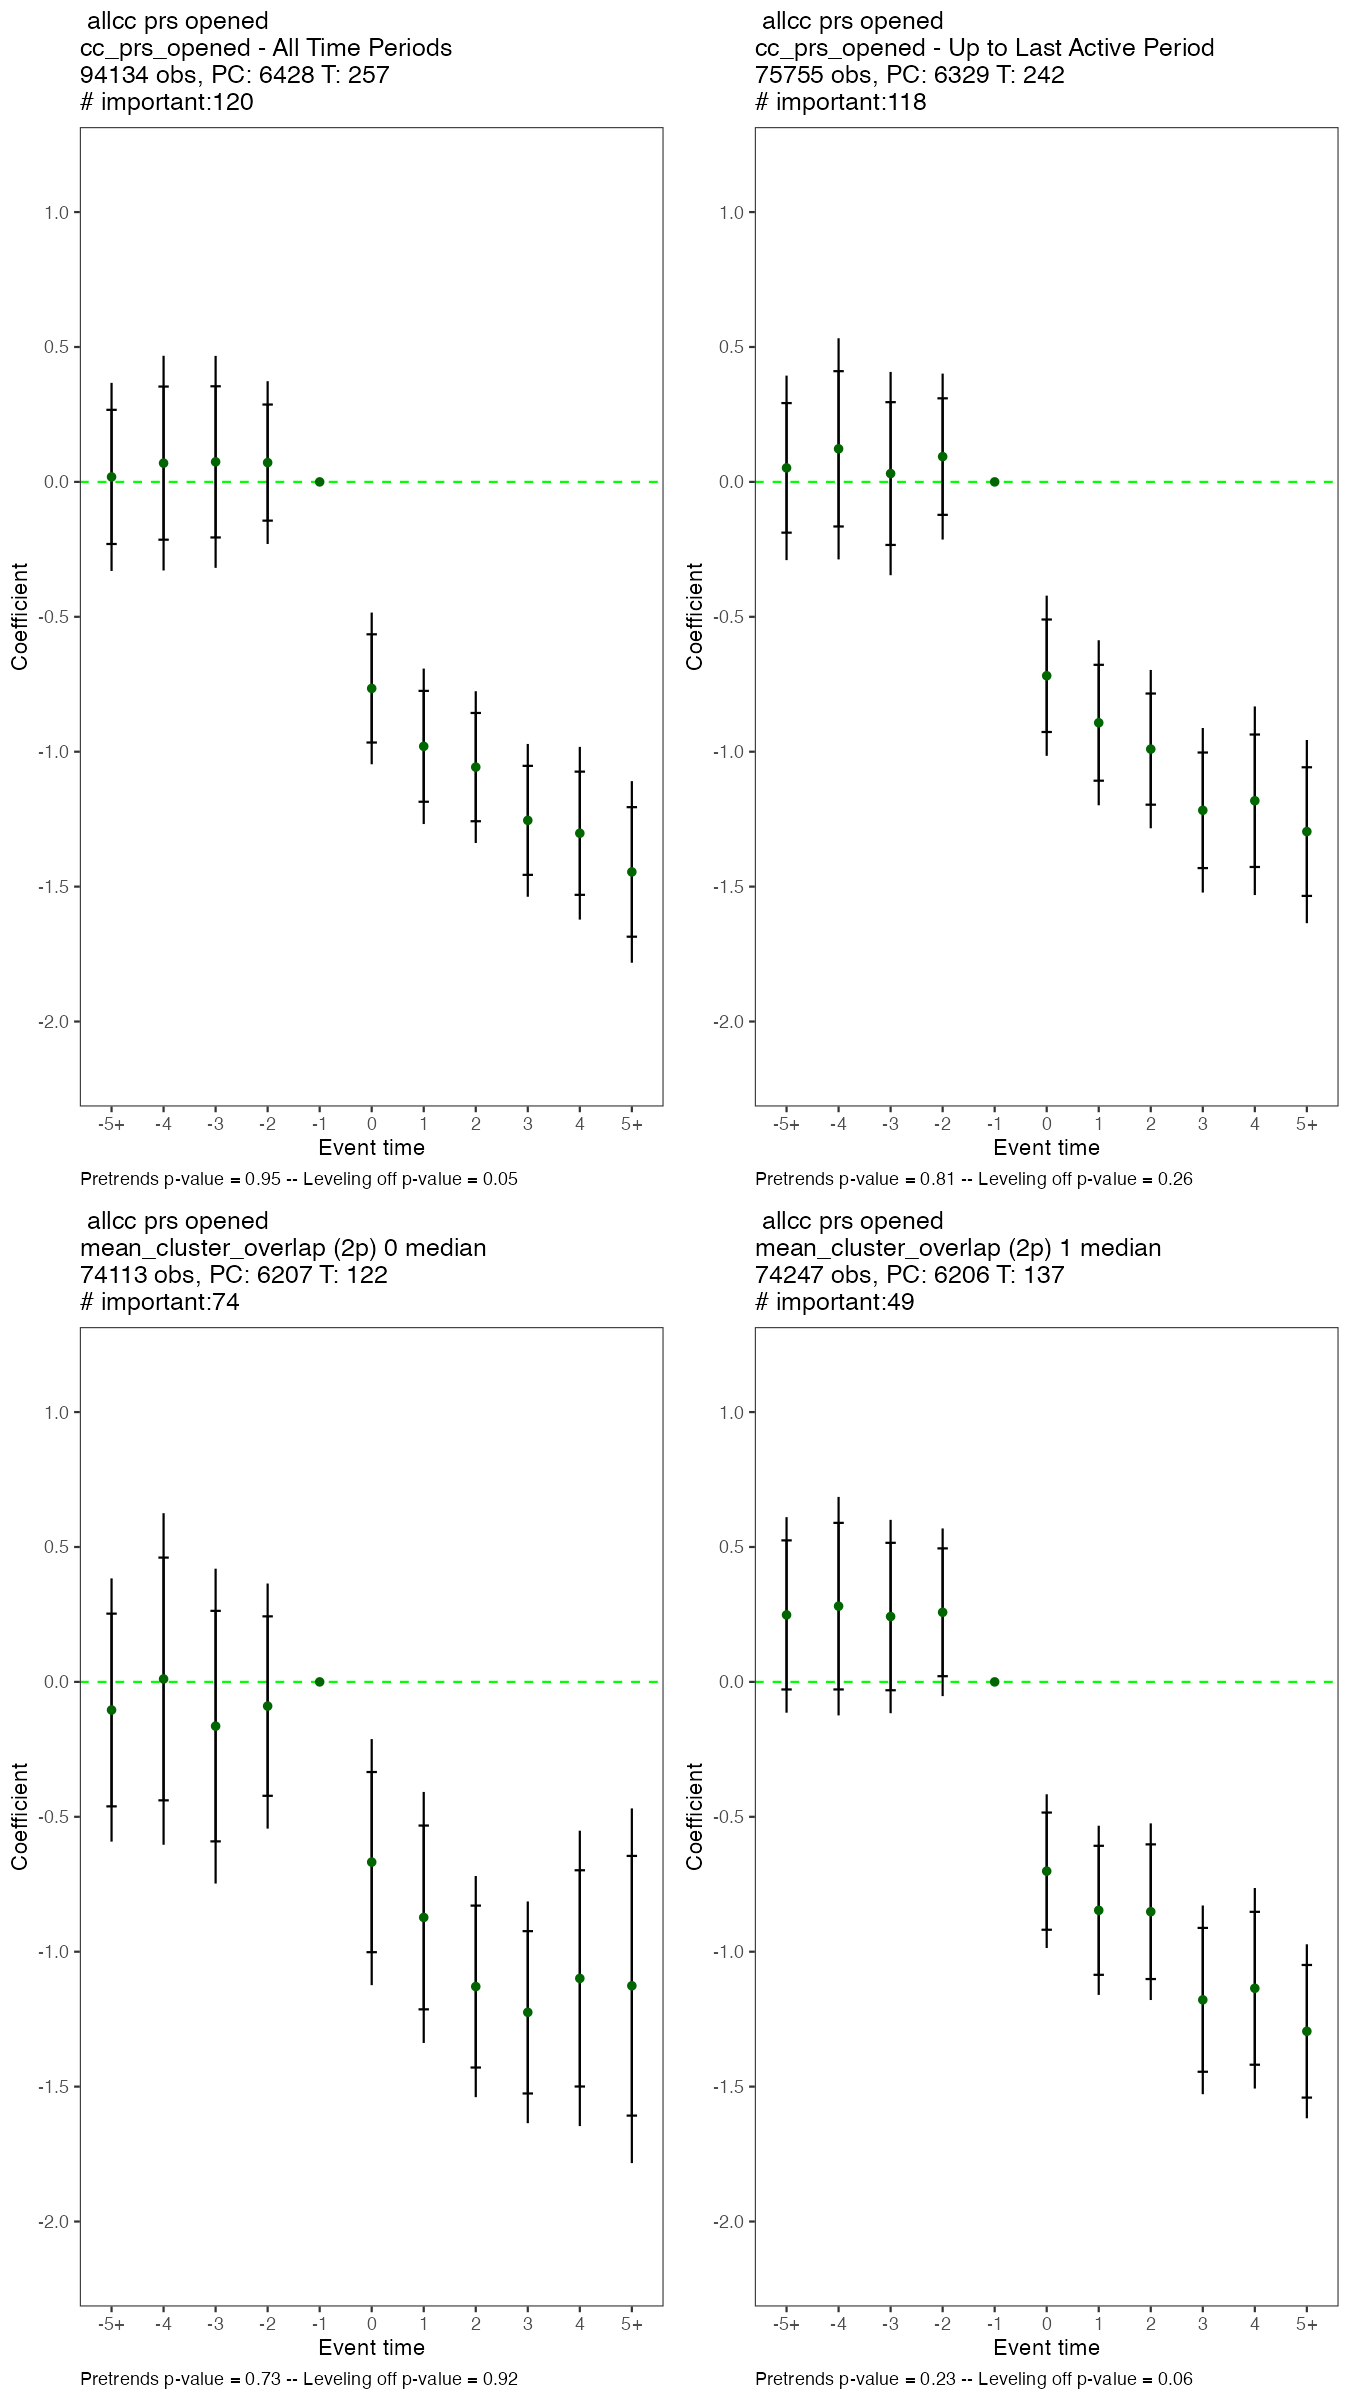 allcc prs opened
cc_prs_opened - All Time Periods
94134 obs, PC: 6428 T: 257
# important:120
1.0
0.5
0.0
-0.5
-1.0
-1.5
-2.0
Coefficient
-5+ -4 -3 -2 -1 0 1 2 3 4 5+
Event time
Pretrends p-value = 0.95 -- Leveling off p-value = 0.05
allcc prs opened
cc_prs_opened - Up to Last Active Period
75755 obs, PC: 6329 T: 242
# important:118
1.0
0.5
0.0
-0.5
-1.0
-1.5
-2.0
Coefficient
-5+ -4 -3 -2 -1 0 1 2 3 4 5+
Event time
Pretrends p-value = 0.81 -- Leveling off p-value = 0.26
allcc prs opened
mean_cluster_overlap (2p) 0 median
74113 obs, PC: 6207 T: 122
# important:74
1.0
0.5
0.0
-0.5
-1.0
-1.5
-2.0
Coefficient
-5+ -4 -3 -2 -1 0 1 2 3 4 5+
Event time
Pretrends p-value = 0.73 -- Leveling off p-value = 0.92
allcc prs opened
mean_cluster_overlap (2p) 1 median
74247 obs, PC: 6206 T: 137
# important:49
1.0
0.5
0.0
-0.5
-1.0
-1.5
-2.0
Coefficient
-5+ -4 -3 -2 -1 0 1 2 3 4 5+
Event time
Pretrends p-value = 0.23 -- Leveling off p-value = 0.06